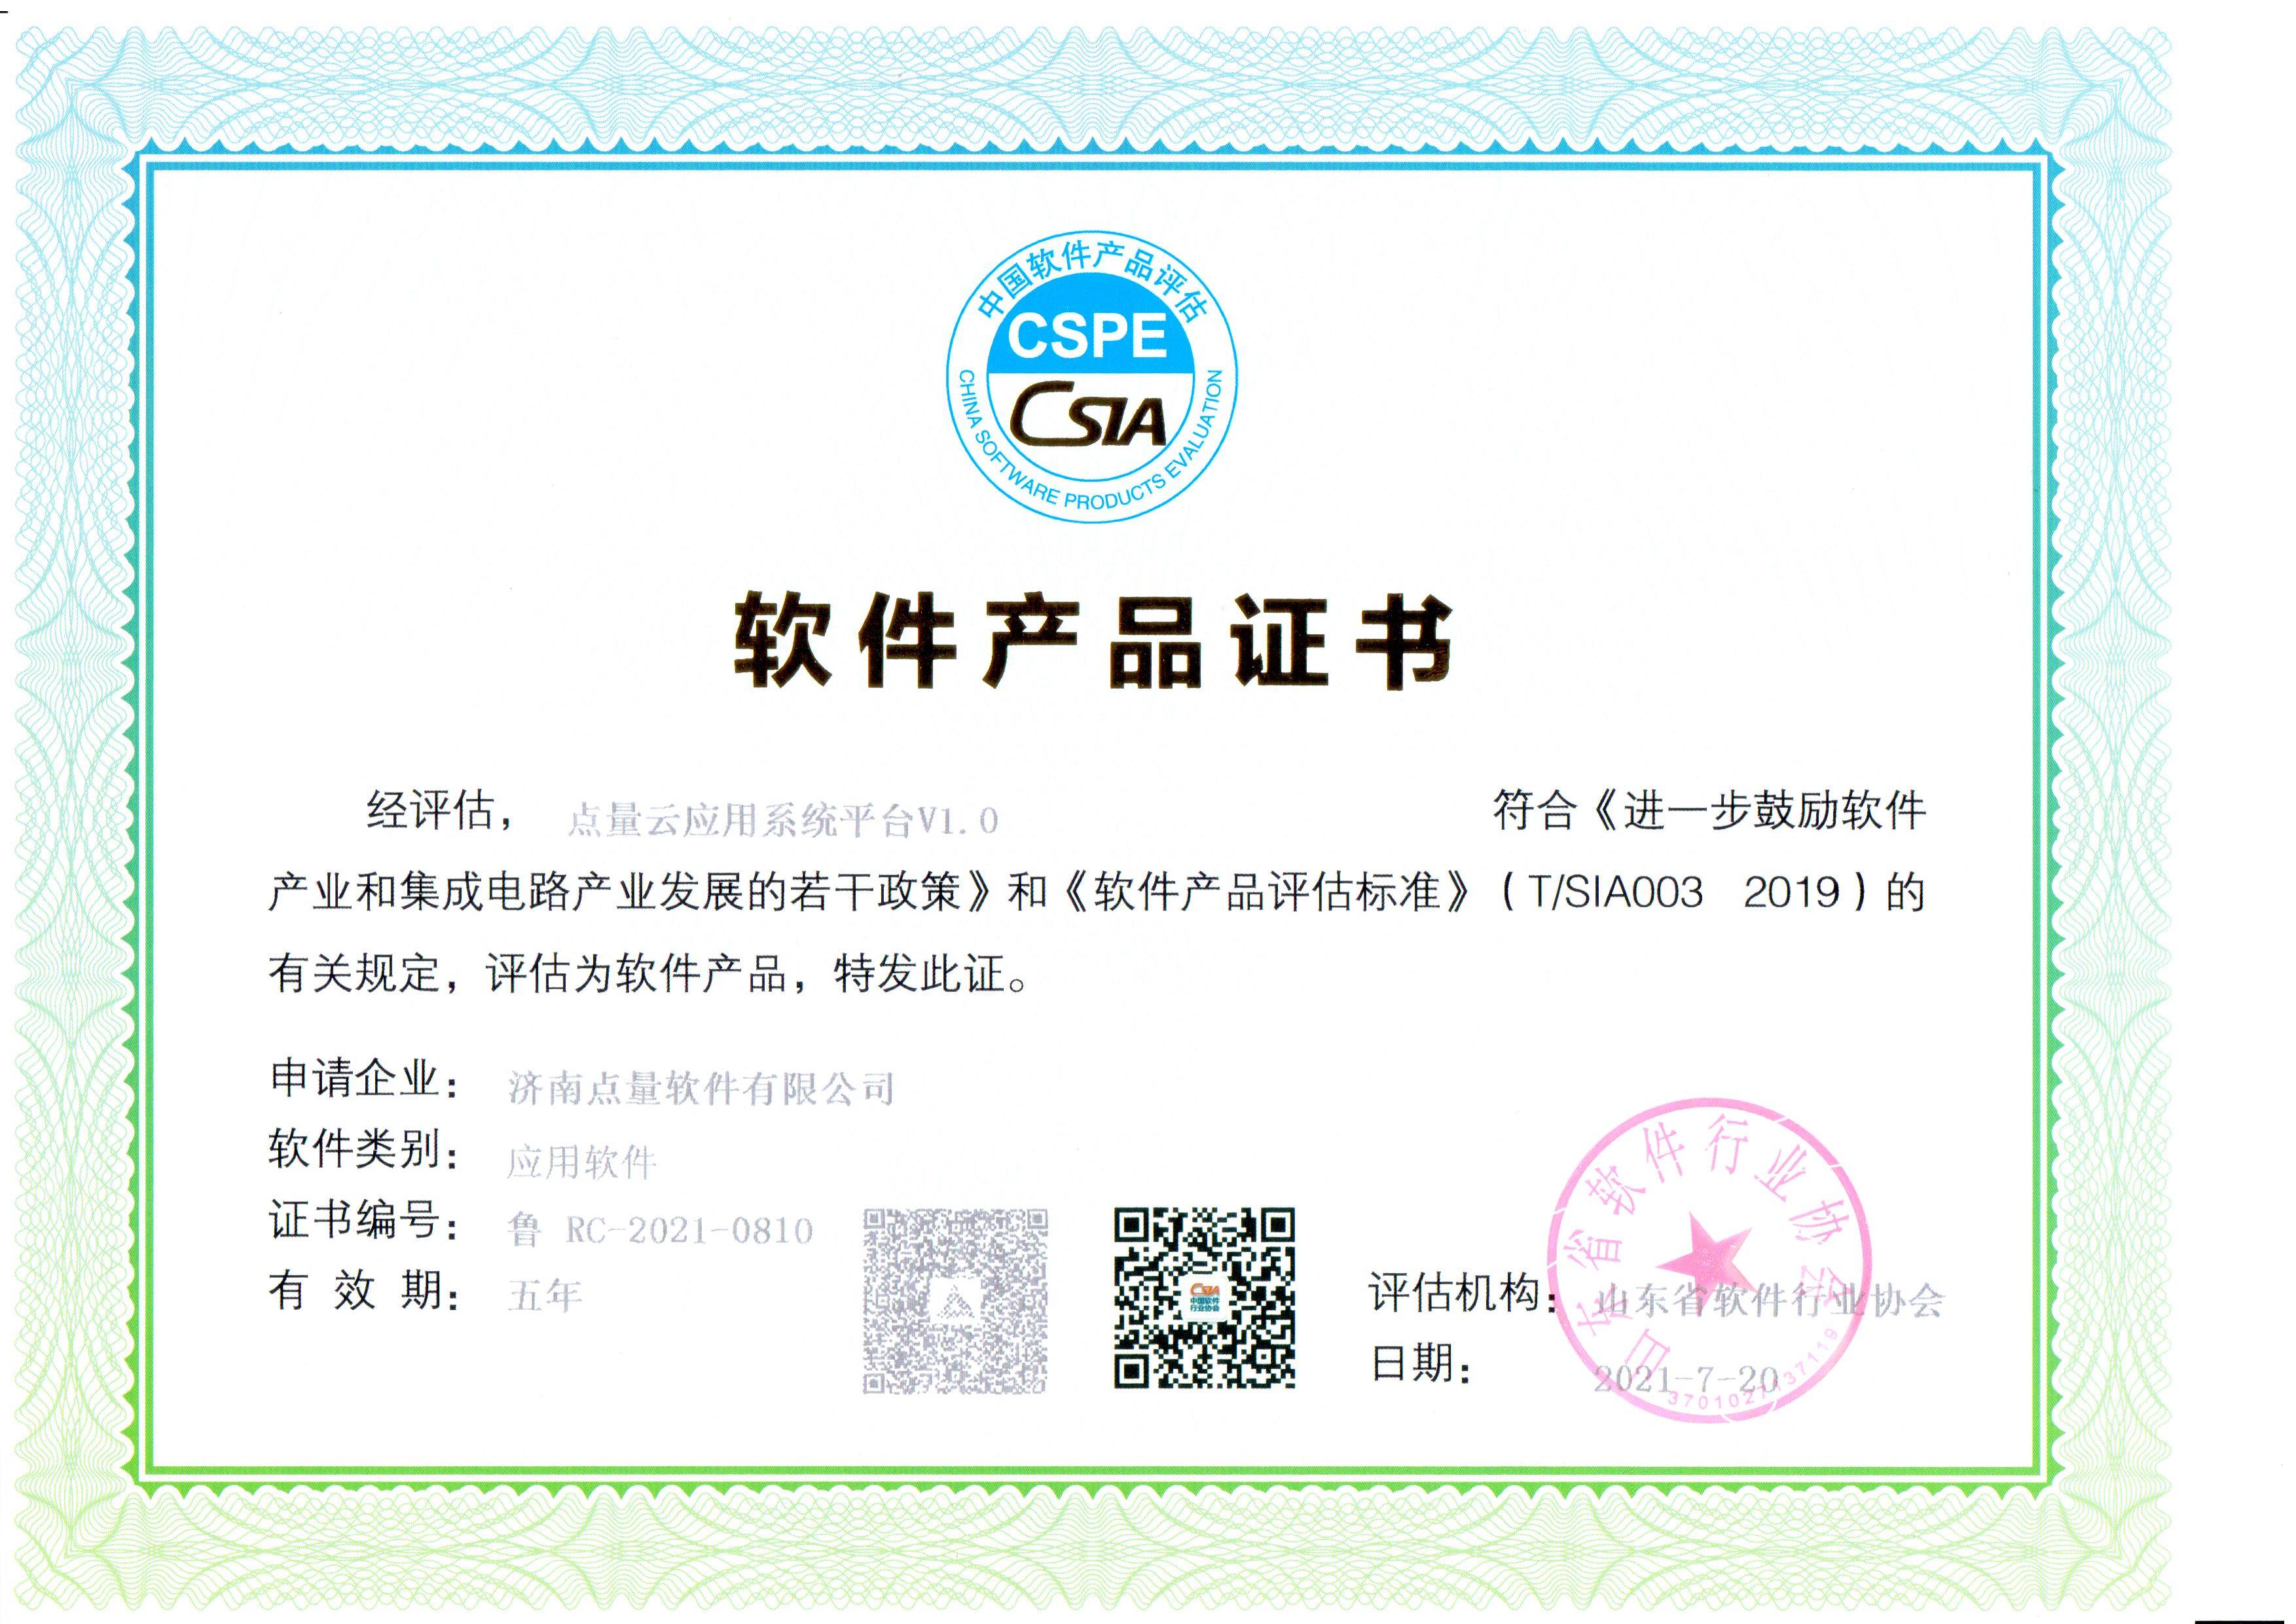 中国软件产品评估
CSPE
CSIA
CHINA SOFTWARE PRODUCTS EVALUATION
软件产品证书
经评估， 点量云应用系统平台V1.0 符合《进一步鼓励软件
产业和集成电路产业发展的若干政策》和《软件产品评估标准》（T/SIA003 2019）的
有关规定，评估为软件产品，特发此证。
申请企业： 济南点量软件有限公司
软件类别： 应用软件
证书编号： 鲁 RC-2021-0810
有效期： 五年
CSIA
中国软件
行业协会
评估机构： 山东省软件行业协会
日期： 2021-7-20
山东省软件行业协会